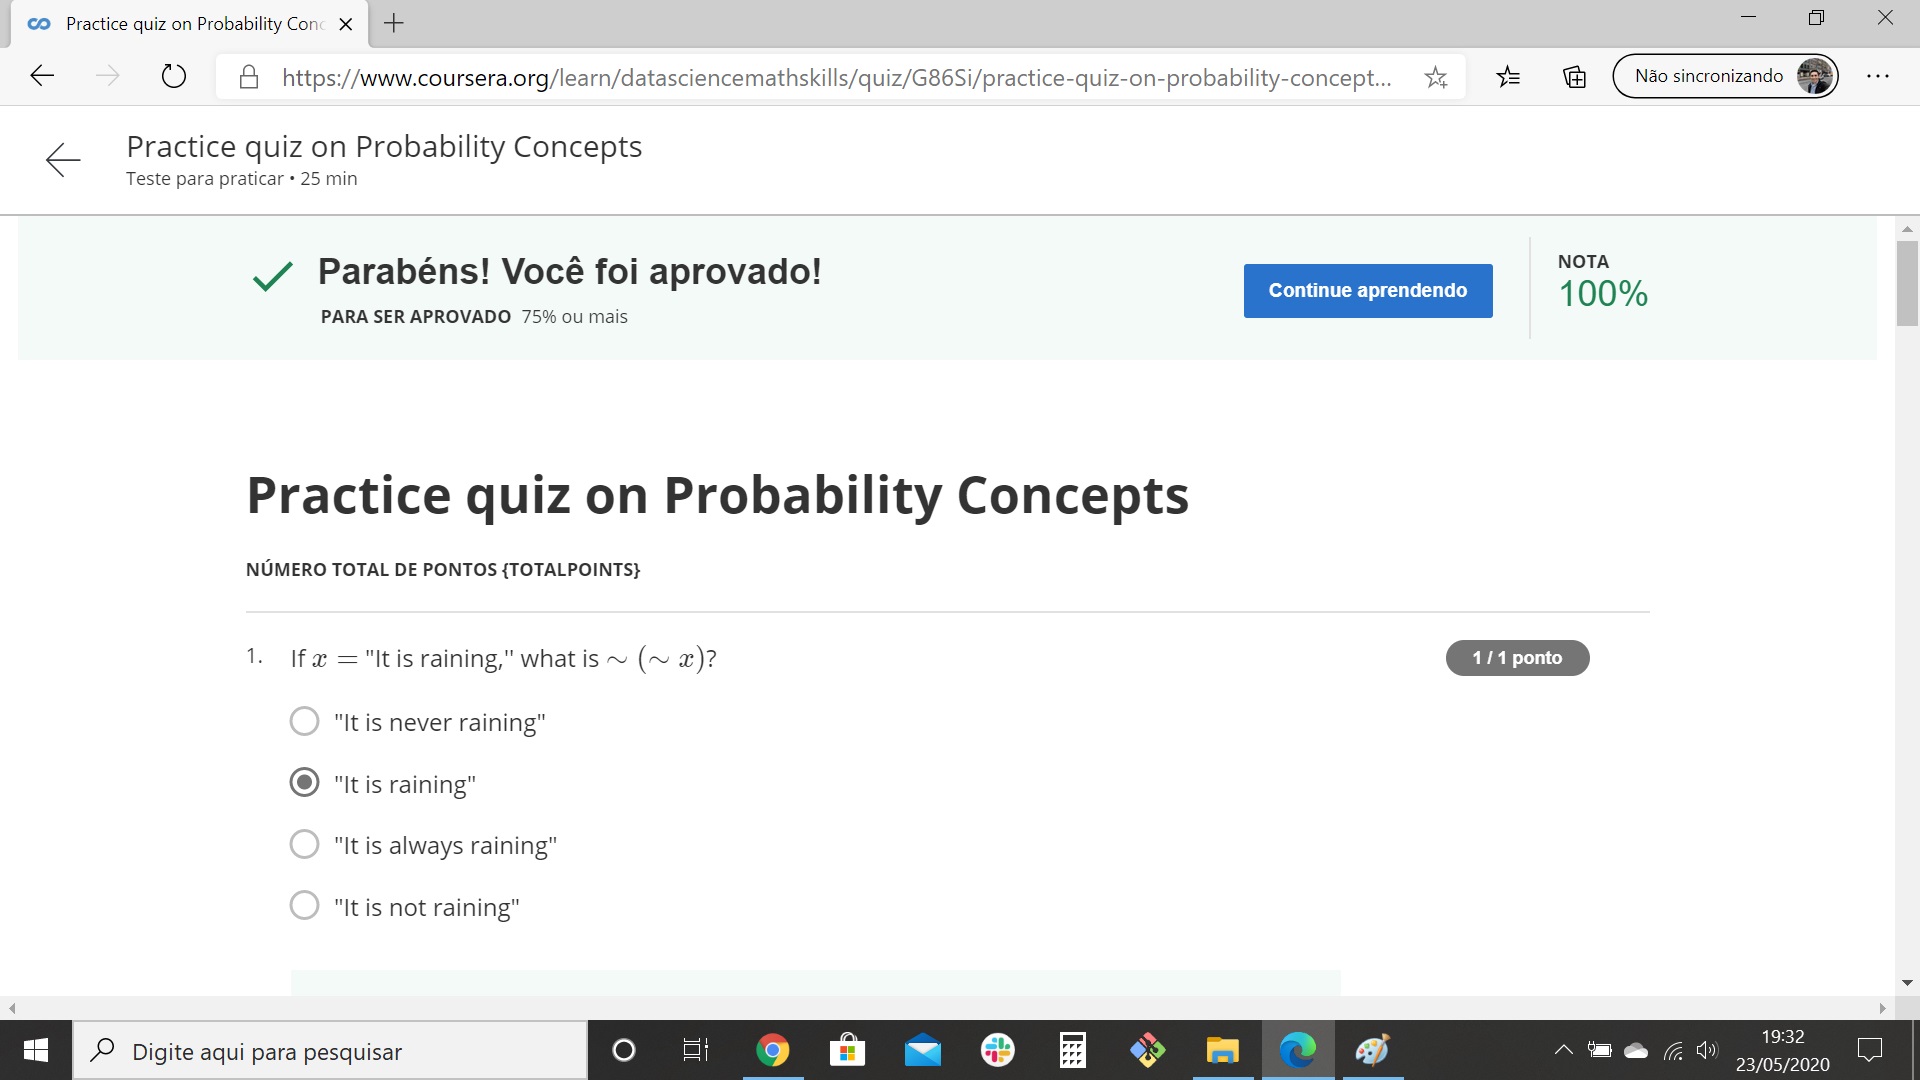 Practice quiz on Probability Conc
https://www.coursera.org/learn/datasciencemathskills/quiz/G86Si/practice-quiz-on-probability-concept...
Não sincronizando
Practice quiz on Probability Concepts
Teste para praticar • 25 min
Parabéns! Você foi aprovado!
PARA SER APROVADO 75% ou mais
Continue aprendendo
NOTA
100%
Practice quiz on Probability Concepts
NÚMERO TOTAL DE PONTOS {TOTALPOINTS}
1. If x = "It is raining," what is ∼ (∼ x)?
1 / 1 ponto
"It is never raining"
"It is raining"
"It is always raining"
"It is not raining"
Digite aqui para pesquisar
19:32
23/05/2020